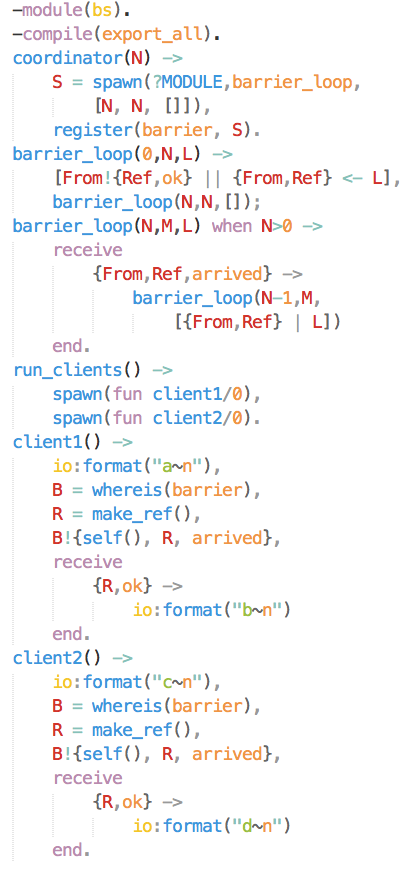 -module(bs).
-compile(export_all).
coordinator(N) ->
    S = spawn(?MODULE,barrier_loop,
        [N, N, []]),
    register(barrier, S).
barrier_loop(0,N,L) ->
    [From!{Ref,ok} || {From,Ref} <- L],
    barrier_loop(N,N,[]);
barrier_loop(N,M,L) when N>0 ->
    receive
        {From,Ref,arrived} ->
            barrier_loop(N-1,M,
                [{From,Ref} | L])
    end.
run_clients() ->
    spawn(fun client1/0),
    spawn(fun client2/0).
client1() ->
    io:format("a~n"),
    B = whereis(barrier),
    R = make_ref(),
    B!{self(), R, arrived},
    receive
        {R,ok} ->
            io:format("b~n")
    end.
client2() ->
    io:format("c~n"),
    B = whereis(barrier),
    R = make_ref(),
    B!{self(), R, arrived},
    receive
        {R,ok} ->
            io:format("d~n")
    end.